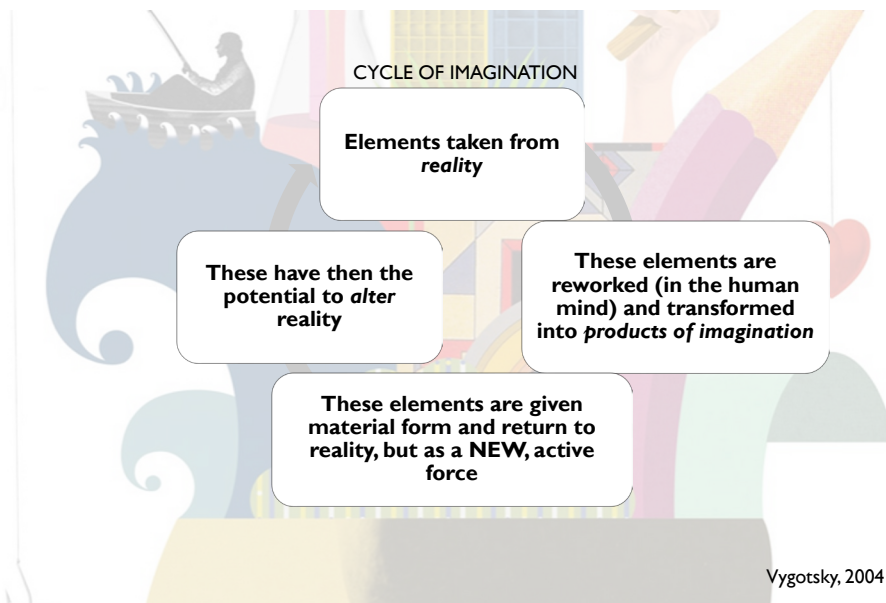 CYCLE OF IMAGINATION
Elements taken from
reality
These elements are
reworked (in the human
mind) and transformed
into products of imagination
These elements are given
material form and return to
reality, but as a NEW, active
force
These have then the
potential to alter
reality
Vygotsky, 2004